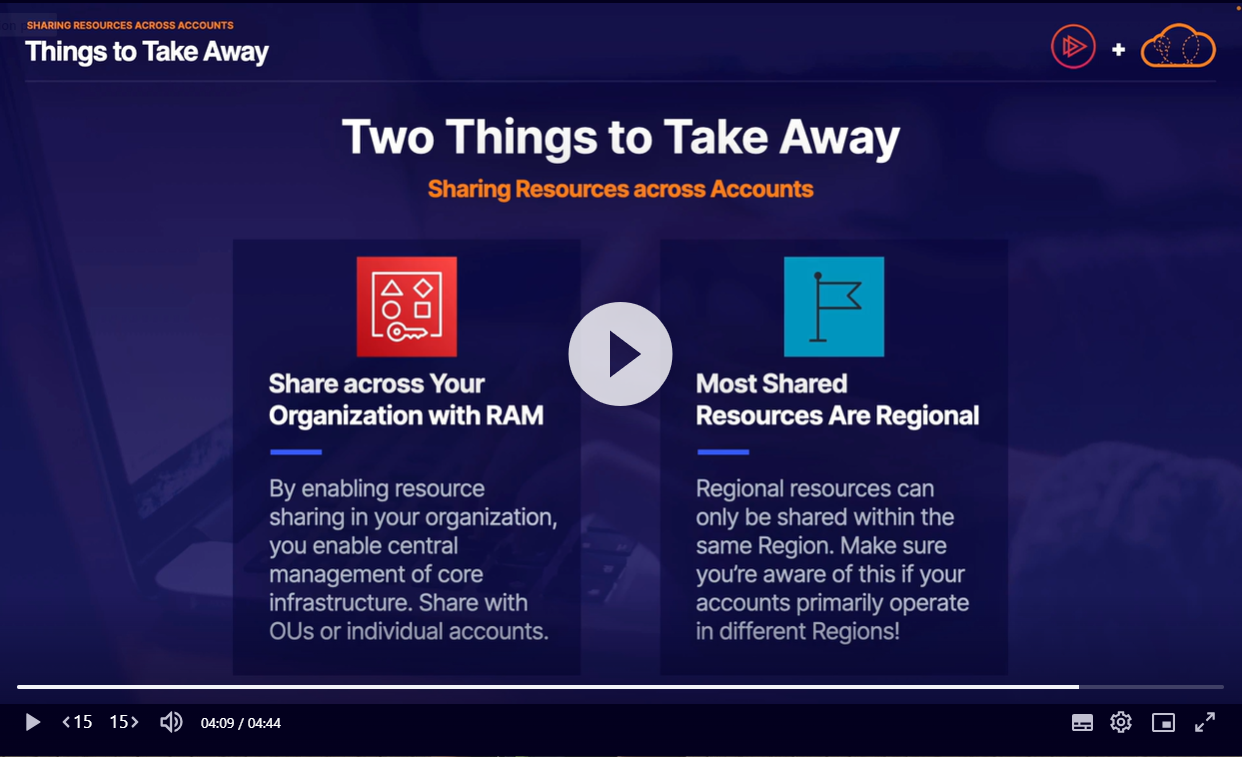 SHARING RESOURCES ACROSS ACCOUNTS
Things to Take Away
Two Things to Take Away
Sharing Resources across Accounts
Share across Your
Organization with RAM
By enabling resource
sharing in your organization,
you enable central
management of core
infrastructure. Share with
OUs or individual accounts.
Most Shared
Resources Are Regional
Regional resources can
only be shared within the
same Region. Make sure
you're aware of this if your
accounts primarily operate
in different Regions!
15 15 04:09 / 04:44